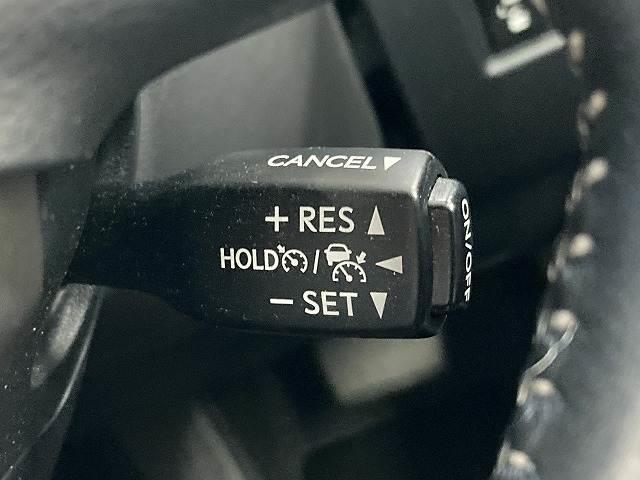 CANCEL▼
+ RES ▲
HOLD / ◀
− SET ▼
ON/OFF